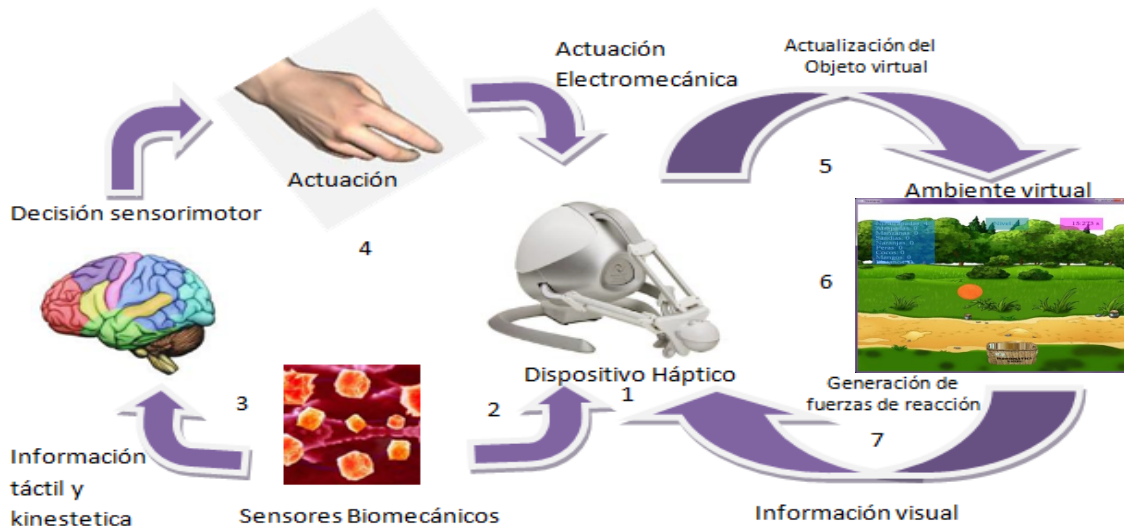 Actuación
Electromecánica
Actualización del
Objeto virtual
Actuación
5
Ambiente virtual
Decisión sensorimotor
4
6
Dispositivo Háptico
1
Generación de
fuerzas de reacción
3
2
7
Información
táctil y
kinestetica
Sensores Biomecánicos
Información visual